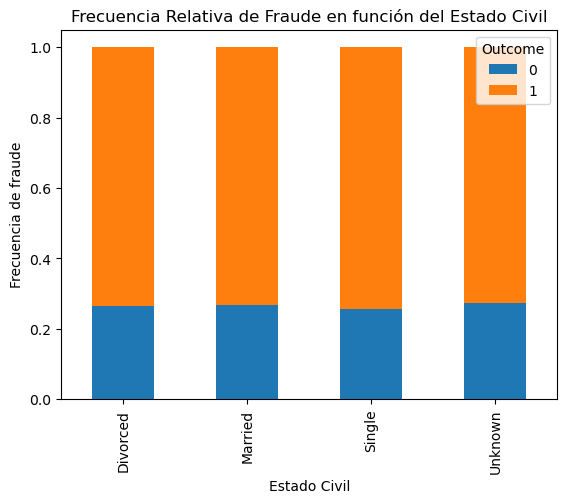 Frecuencia Relativa de Fraude en función del Estado Civil
Outcome
0
1
Frecuencia de fraude
1.0
0.8
0.6
0.4
0.2
0.0
Divorced
Married
Single
Unknown
Estado Civil